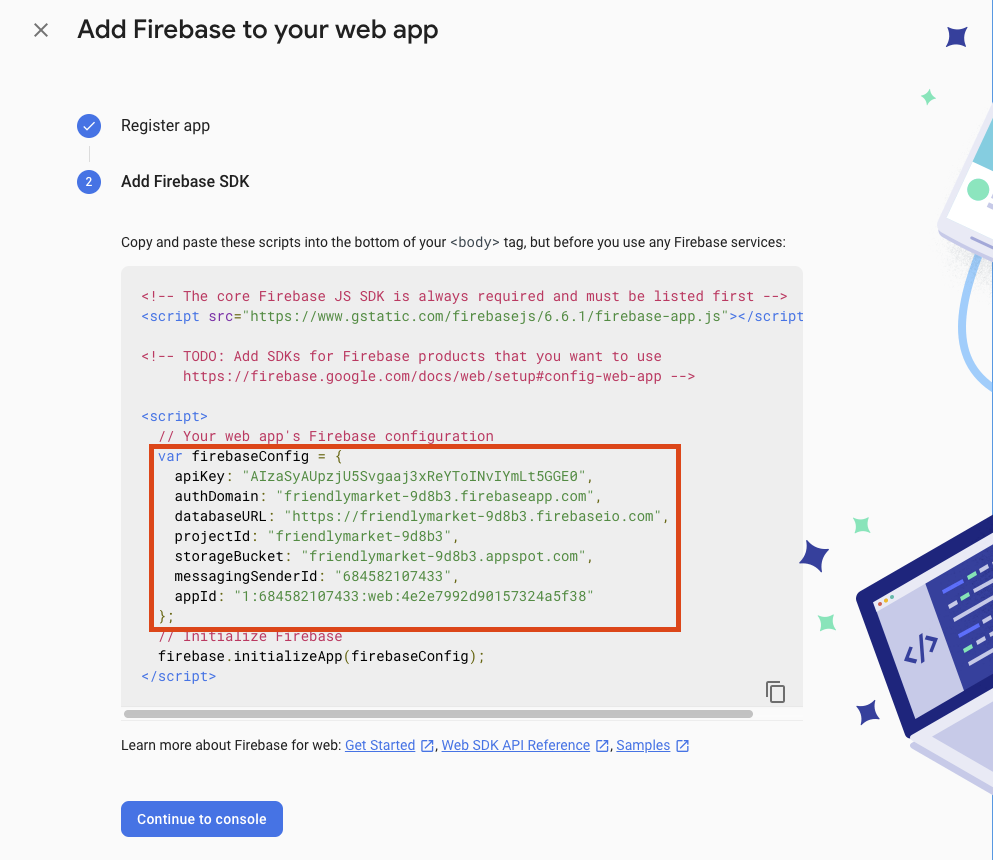 Add Firebase to your web app
Register app
2 Add Firebase SDK
Copy and paste these scripts into the bottom of your <body> tag, but before you use any Firebase services:
<!-- The core Firebase JS SDK is always required and must be listed first -->
<script src="https://www.gstatic.com/firebasejs/6.6.1/firebase-app.js"></script
<!-- TODO: Add SDKs for Firebase products that you want to use
https://firebase.google.com/docs/web/setup#config-web-app -->
<script>
// Your web app's Firebase configuration
var firebaseConfig = {
apiKey: "AIzaSyAUpzjU5Svgaaj3xReYToINvIYmLt5GGE0",
authDomain: "friendlymarket-9d8b3.firebaseapp.com",
databaseURL: "https://friendlymarket-9d8b3.firebaseio.com",
projectId: "friendlymarket-9d8b3",
storageBucket: "friendlymarket-9d8b3.appspot.com",
messagingSenderId: "684582107433",
appId: "1:684582107433:web:4e2e7992d90157324a5f38"
};
// Initialize Firebase
firebase.initializeApp(firebaseConfig);
</script>
Learn more about Firebase for web: Get Started, Web SDK API Reference, Samples
Continue to console